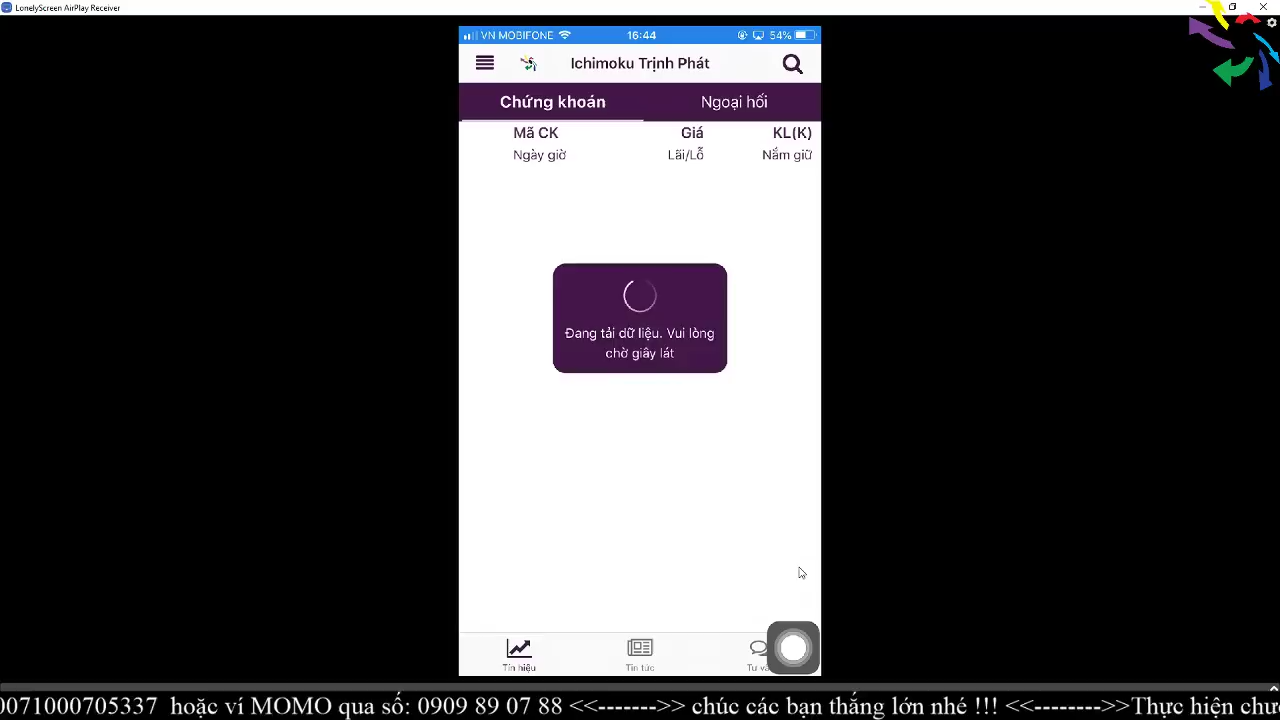 LonelyScreen AirPlay Receiver
VN MOBIFONE 16:44 54%
Ichimoku Trịnh Phát
Chứng khoán Ngoại hối
Mã CK Giá KL(K)
Ngày giờ Lãi/Lỗ Nắm giữ
Đang tải dữ liệu. Vui lòng
chờ giây lát
Tín hiệu Tin tức Tư vấ
0071000705337 hoặc ví MOMO qua số: 0909 89 07 88 <<------->> chúc các bạn thắng lớn nhé !!! <<------->>Thực hiện chư